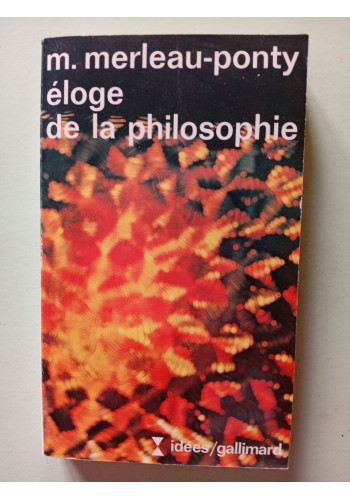 m. merleau-ponty
éloge
de la philosophie
idées/gallimard